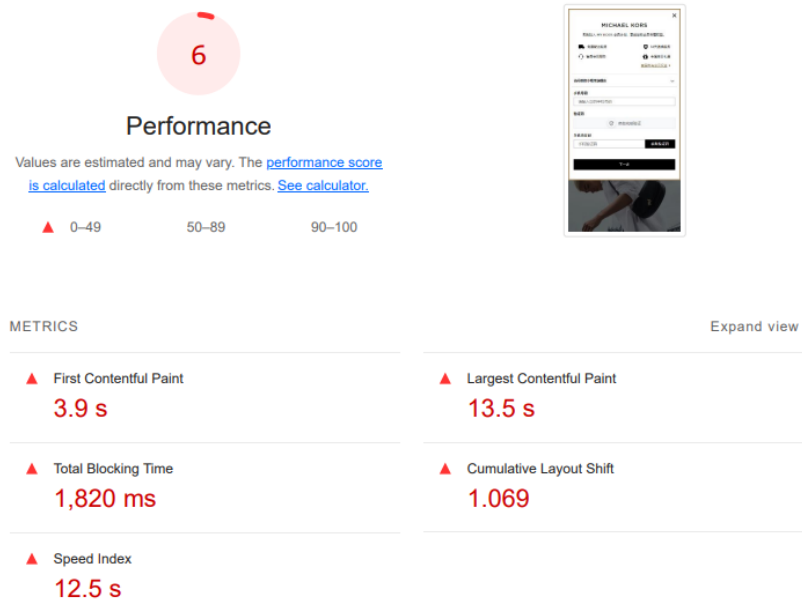 6
Performance
Values are estimated and may vary. The performance score
is calculated directly from these metrics. See calculator.
0–49
50–89
90–100
MICHAEL KORS
METRICS
Expand view
First Contentful Paint
3.9 s
Largest Contentful Paint
13.5 s
Total Blocking Time
1,820 ms
Cumulative Layout Shift
1.069
Speed Index
12.5 s